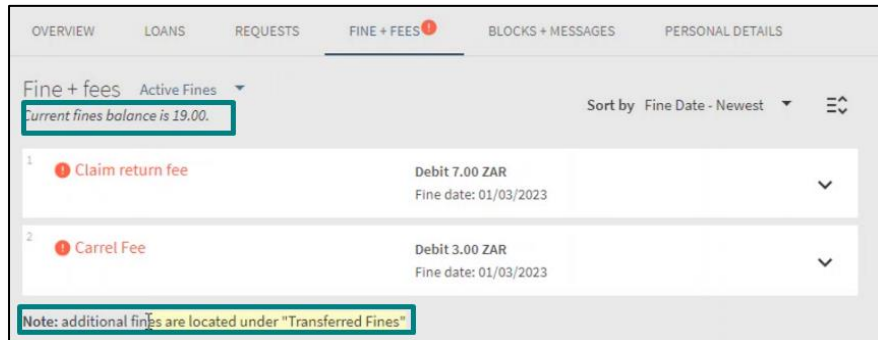 OVERVIEW LOANS REQUESTS FINE + FEES BLOCKS + MESSAGES PERSONAL DETAILS
Fine + fees Active Fines
Current fines balance is 19.00.
Sort by Fine Date - Newest
1 Claim return fee
Debit 7.00 ZAR
Fine date: 01/03/2023
2 Carrel Fee
Debit 3.00 ZAR
Fine date: 01/03/2023
Note: additional fines are located under "Transferred Fines"